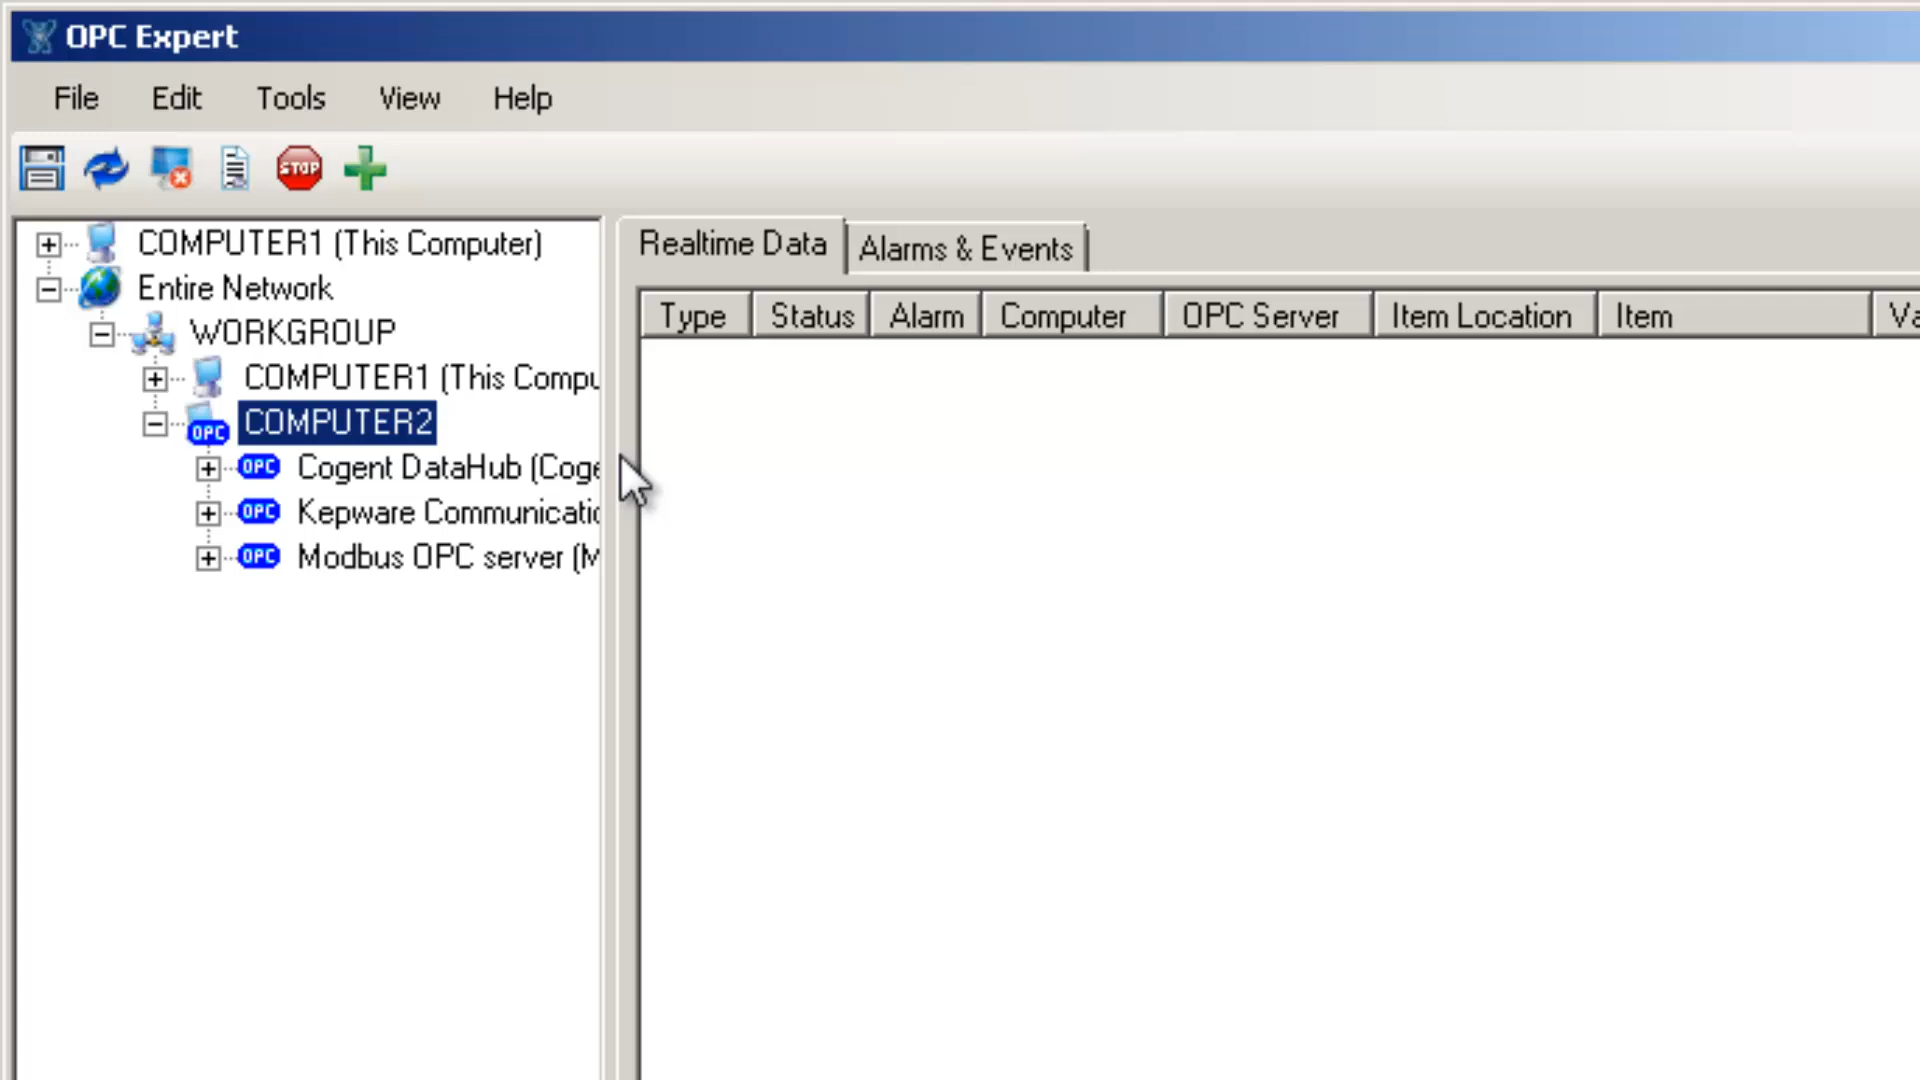 OPC Expert
File Edit Tools View Help
STOP
COMPUTER1 (This Computer)
Entire Network
WORKGROUP
COMPUTER1 (This Compu
OPC COMPUTER2
OPC Cogent DataHub (Coge
OPC Kepware Communicatio
OPC Modbus OPC server (M
Realtime Data Alarms & Events
Type Status Alarm Computer OPC Server Item Location Item Va